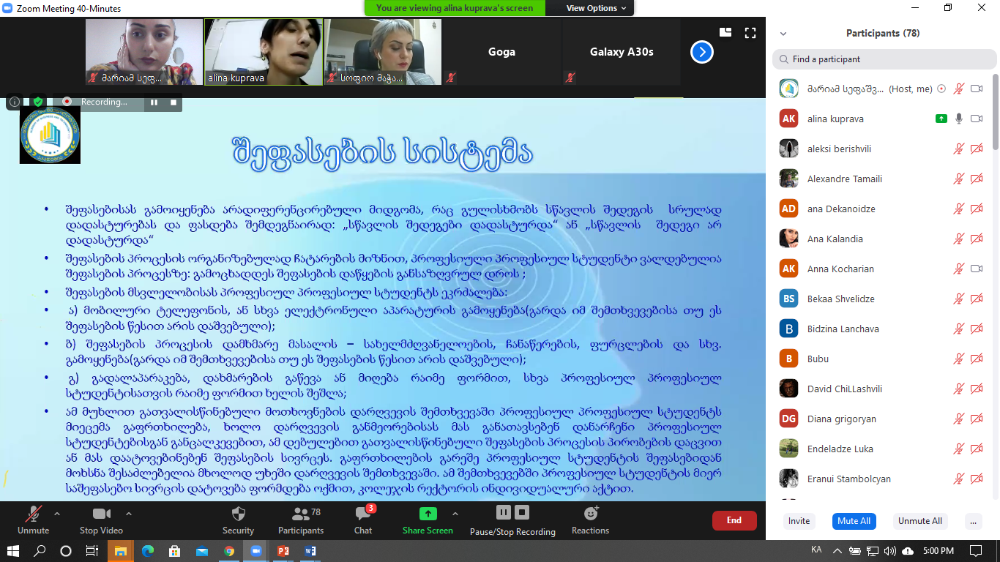 Zoom Meeting 40-Minutes
You are viewing alina kuprava's screen
View Options
მარიამ სეფ...
alina kuprava
სოფიო მაჭა...
Goga
Galaxy A30s
Recording...
შეფასების სისტემა
• შეფასებისას გამოიყენება არადიფერენცირებული მიდგომა, რაც გულისხმობს სწავლის შედეგის სრულად
დადასტურებას და ფასდება შემდეგნაირად: „სწავლის შედეგები დადასტურდა“ ან „სწავლის შედეგი არ
დადასტურდა“
• შეფასების პროცესის ორგანიზებულად ჩატარების მიზნით, პროფესიული პროფესიულ სტუდენტი ვალდებულია
შეფასების პროცესზე: გამოცხადდეს შეფასების დაწყების განსაზღვრულ დროს ;
• შეფასების მსვლელობისას პროფესიულ პროფესიულ სტუდენტს ეკრძალება:
• ა) მობილური ტელეფონის, ან სხვა ელექტრონული აპარატურის გამოყენება(გარდა იმ შემთხვევებისა თუ ეს
შეფასების წესით არის დაშვებული);
• ბ) შეფასების პროცესის დამხმარე მასალის – სახელმძღვანელოების, ჩანაწერების, ფურცლების და სხვ.
გამოყენება(გარდა იმ შემთხვევებისა თუ ეს შეფასების წესით არის დაშვებული);
• გ) გადალაპარაკება, დახმარების გაწევა ან მიღება რაიმე ფორმით, სხვა პროფესიულ პროფესიულ
სტუდენტისათვის რაიმე ფორმით ხელის შეშლა;
• ამ მუხლით გათვალისწინებული მოთხოვნების დარღვევის შემთხვევაში პროფესიულ პროფესიულ სტუდენტს
მიეცემა გაფრთხილება, ხოლო დარღვევის განმეორებისას მას განათავსებენ დანარჩენი პროფესიულ
სტუდენტებისგან განცალკევებით, ამ დებულებით გათვალისწინებული შეფასების პროცესის პირობების დაცვით
ან მას დაატოვებინებენ შეფასების სივრცეს. გაფრთხილების გარეშე პროფესიულ სტუდენტის შეფასებიდან
მოხსნა შესაძლებელია მხოლოდ უხეში დარღვევის შემთხვევაში. ამ შემთხვევებში პროფესიულ სტუდენტის მიერ
საშეფასებო სივრცის დატოვება ფორმდება ოქმით, კოლეჯის რექტორის ინდივიდუალური აქტით.
Participants (78)
Find a participant
მარიამ სეფაშვ... (Host, me)
AK alina kuprava
aleksi berishvili
Alexandre Tamaili
AD ana Dekanoidze
Ana Kalandia
AK Anna Kocharian
BS Bekaa Shvelidze
B Bidzina Lanchava
B Bubu
David ChiLLashvili
DG Diana grigoryan
Endeladze Luka
Eranui Stambolcyan
Invite
Mute All
Unmute All
...
Unmute
Stop Video
Security
78
Participants
3
Chat
Share Screen
Pause/Stop Recording
Reactions
End
KA
5:00 PM